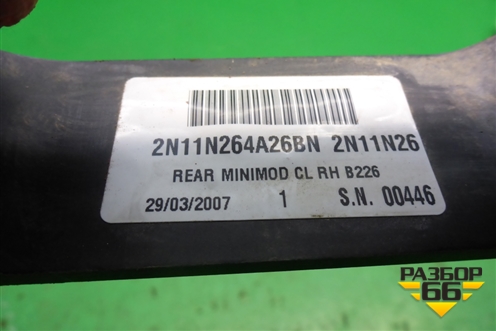 2N11N264A26BN 2N11N26
REAR MINIMOD CL RH B226
29/03/2007 1 S.N. 00446
РАЗБОР
66